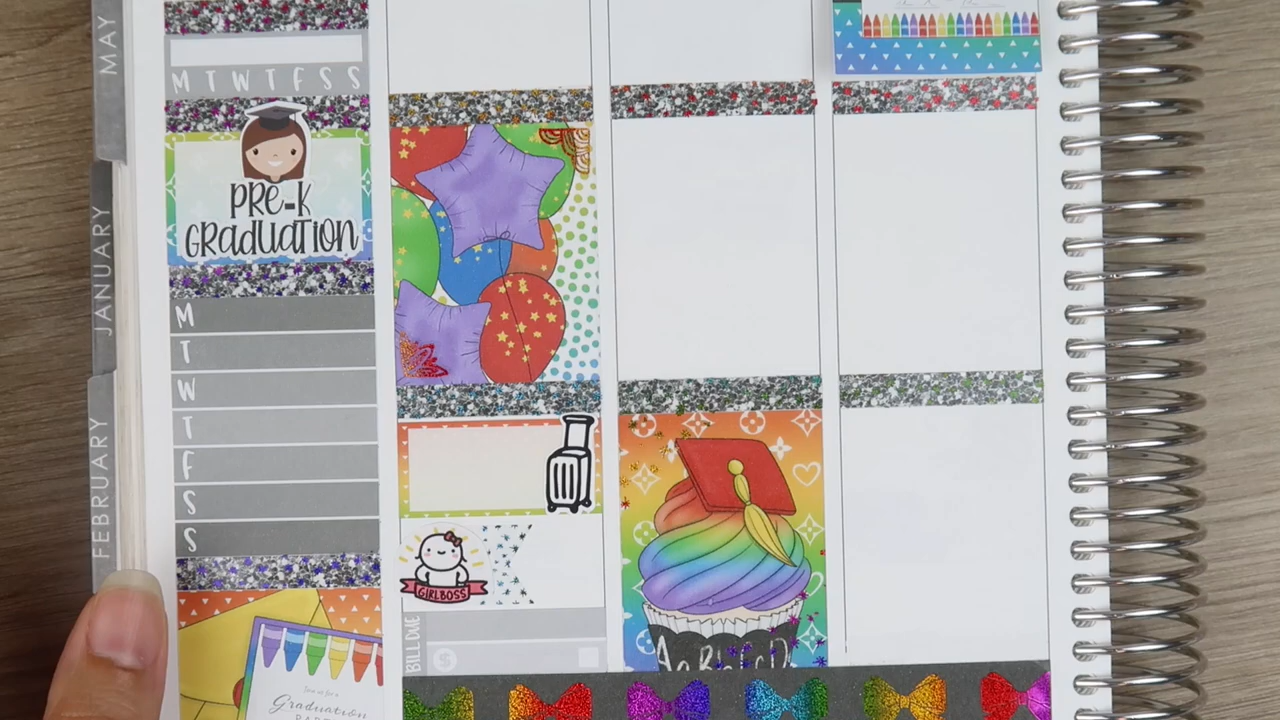 MAY
JANUARY
FEBRUARY
M T W T F S S
PRE-K
GRADUATION
M
T
W
T
F
S
S
Graduation
GIRLBOSS
BILL DUE
$